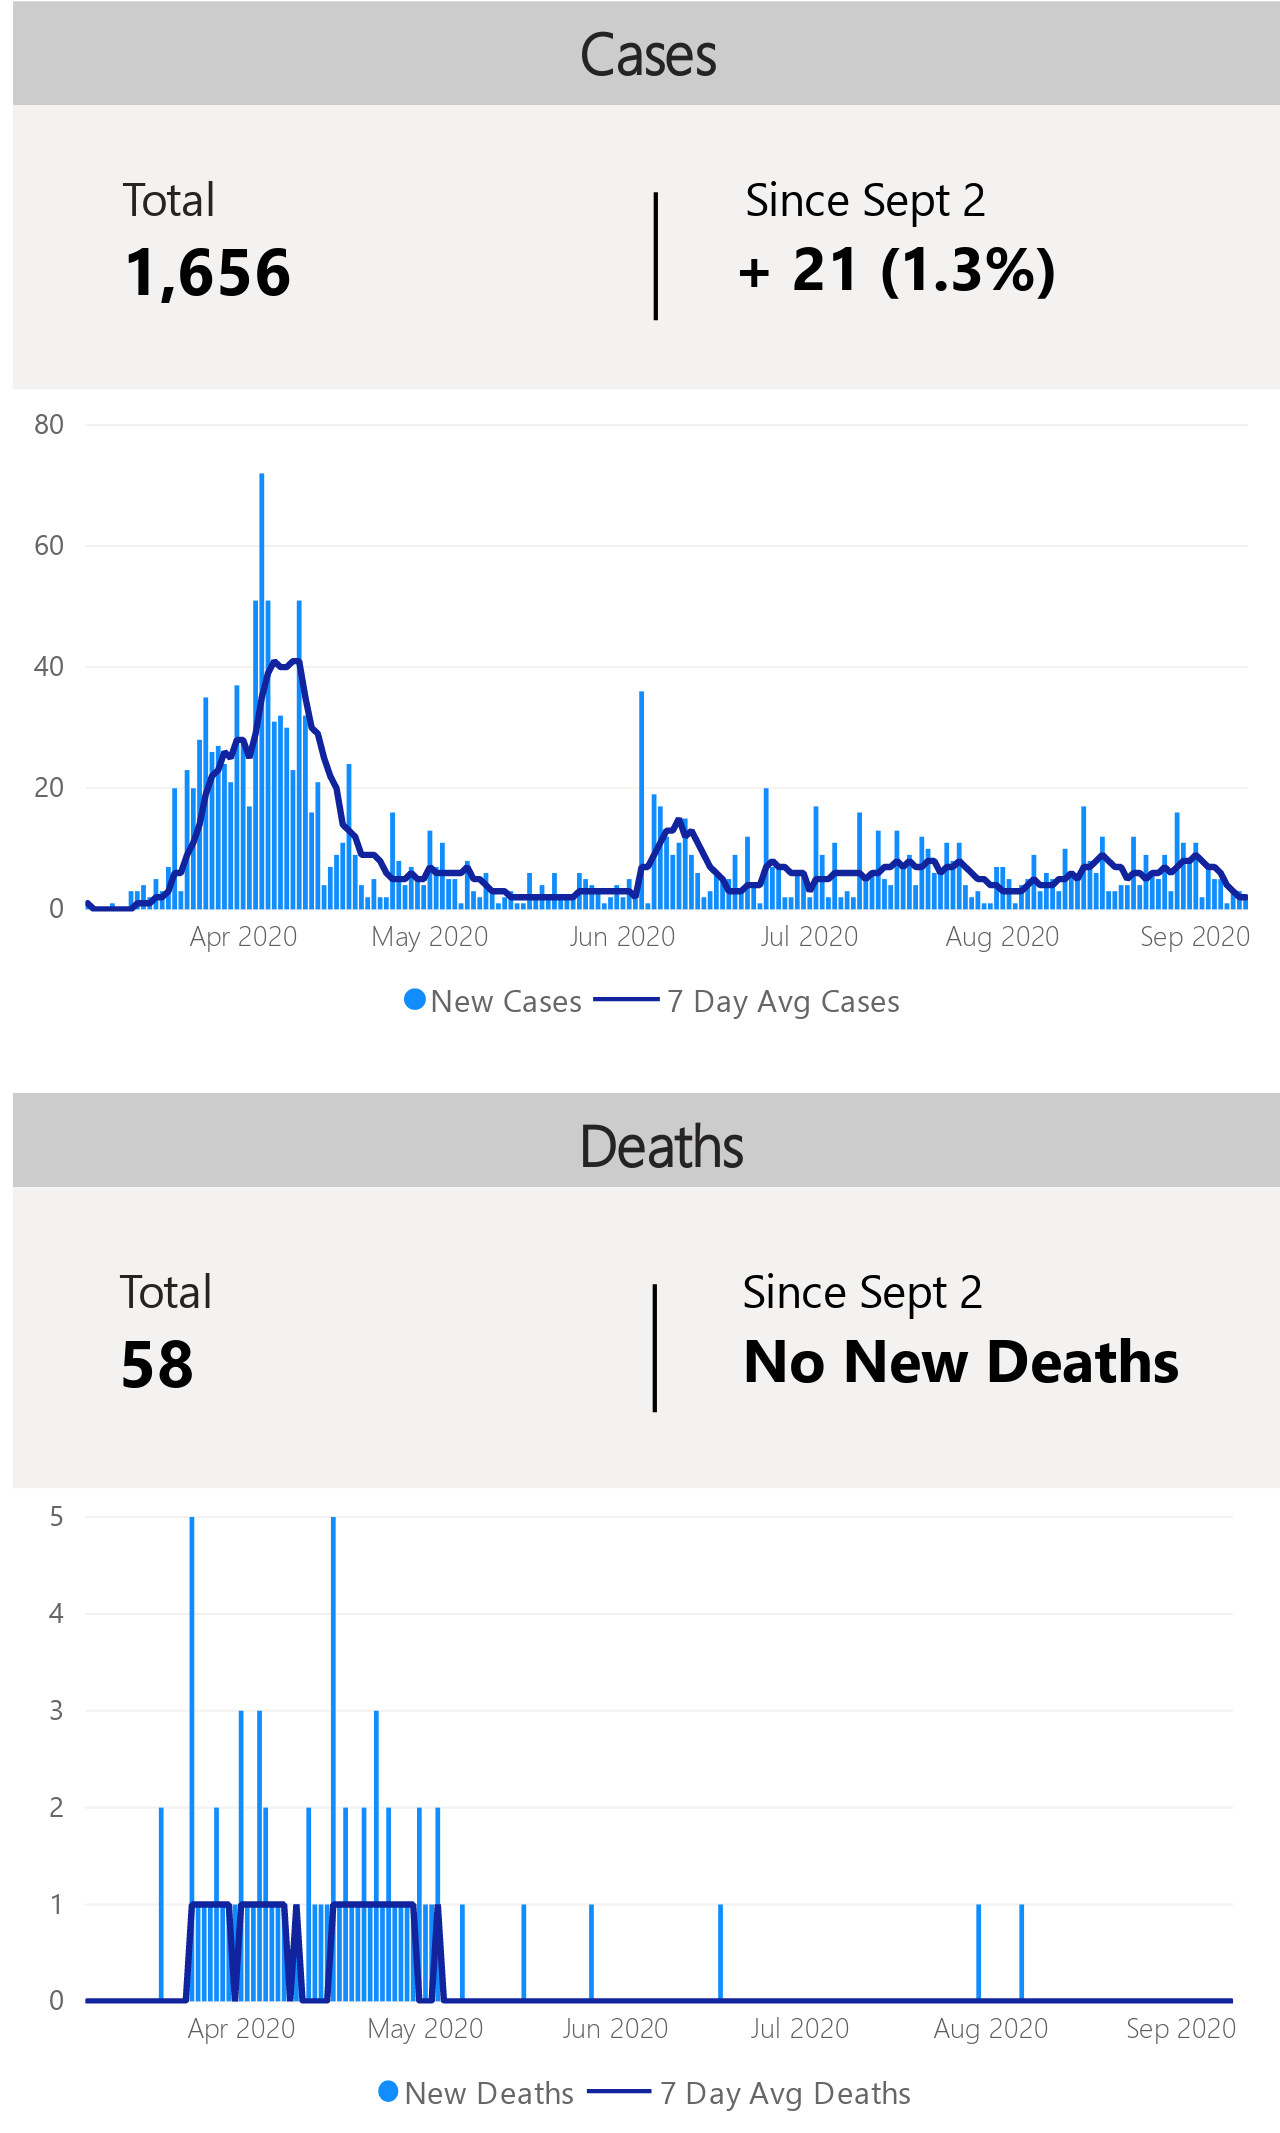 Cases
Total
1,656
Since Sept 2
+ 21 (1.3%)
80
60
40
20
0
Apr 2020 May 2020 Jun 2020 Jul 2020 Aug 2020 Sep 2020
New Cases 7 Day Avg Cases
Deaths
Total
58
Since Sept 2
No New Deaths
5
4
3
2
1
0
Apr 2020 May 2020 Jun 2020 Jul 2020 Aug 2020 Sep 2020
New Deaths 7 Day Avg Deaths